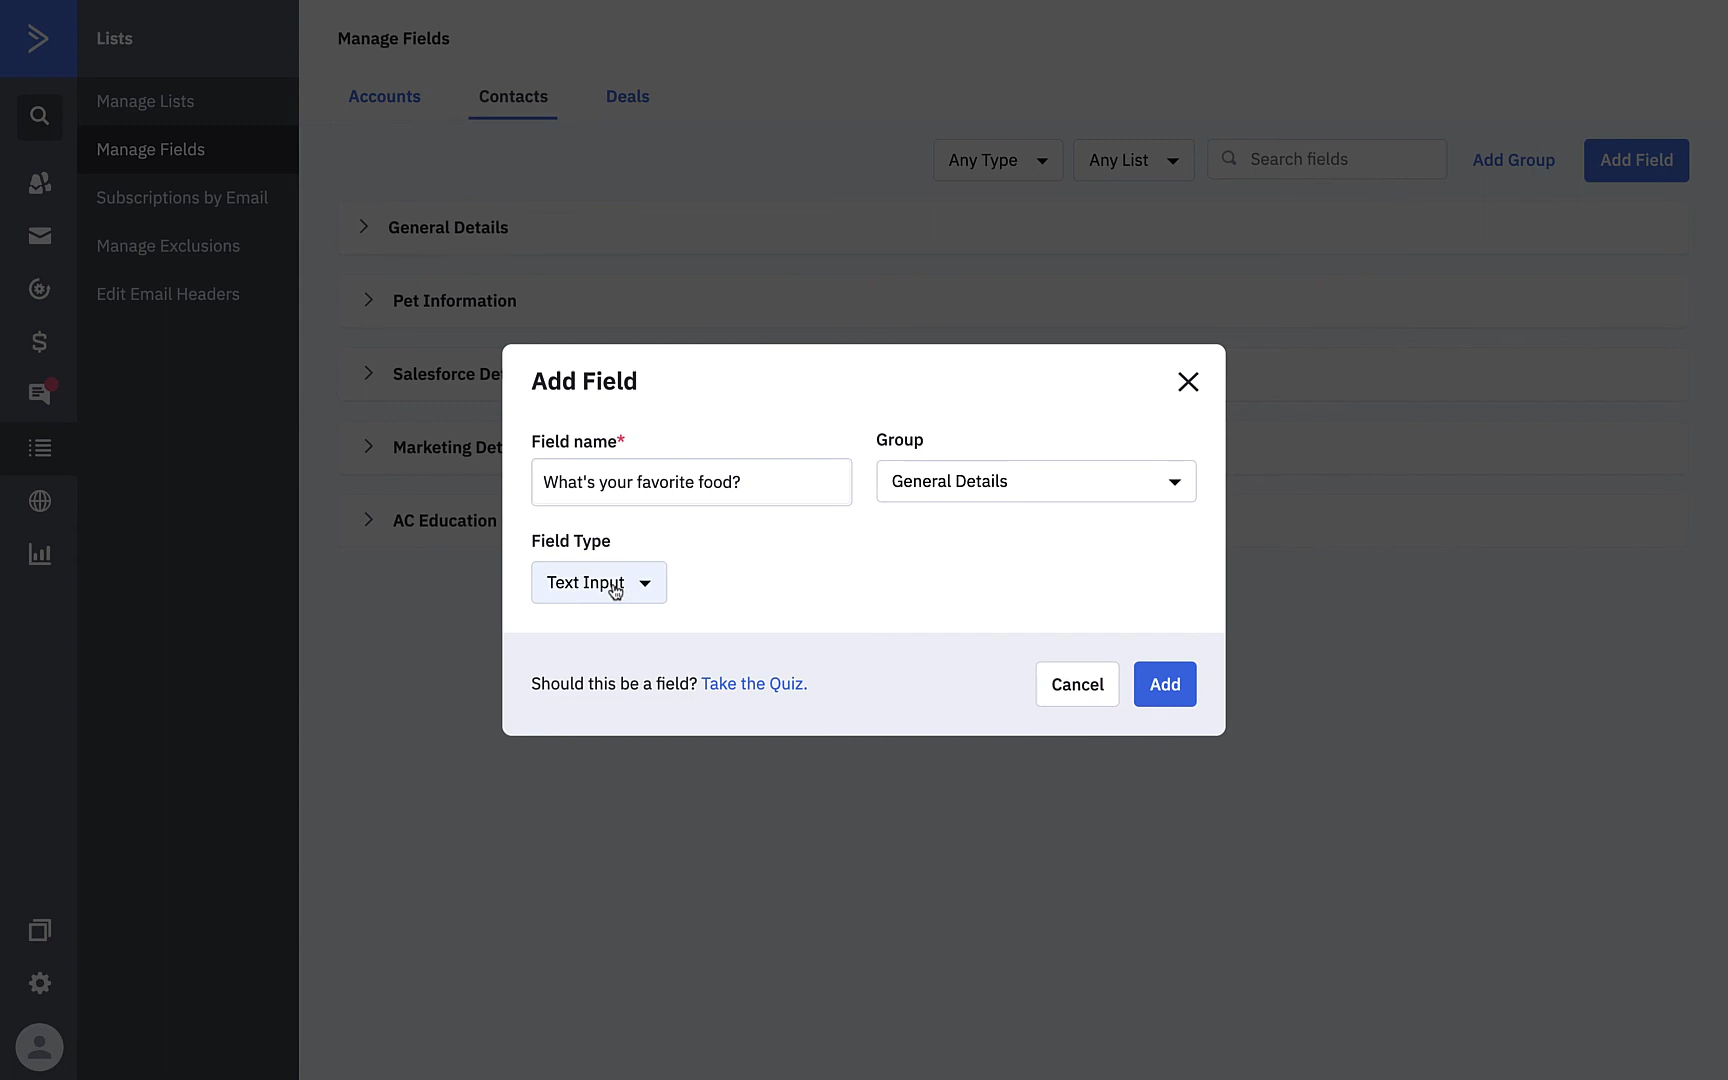 Lists
Manage Lists
Manage Fields
Subscriptions by Email
Manage Exclusions
Edit Email Headers
Manage Fields
Accounts
Contacts
Deals
Any Type
Any List
Search fields
Add Group
Add Field
General Details
Pet Information
Salesforce De
Marketing Det
AC Education
Add Field
Field name*
What's your favorite food?
Group
General Details
Field Type
Text Input
Should this be a field? Take the Quiz.
Cancel
Add